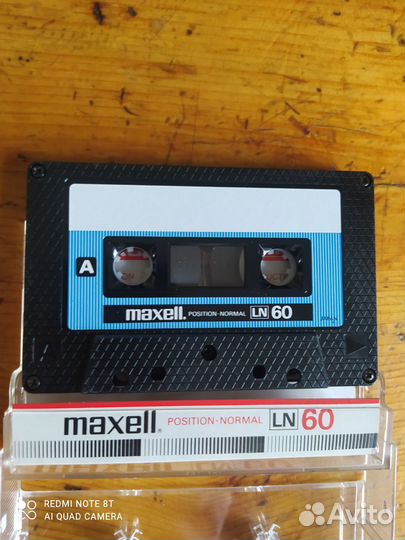 A
maxell. POSITION-NORMAL LN 60
maxell. POSITION-NORMAL LN 60
REDMI NOTE 8T
AI QUAD CAMERA
Avito